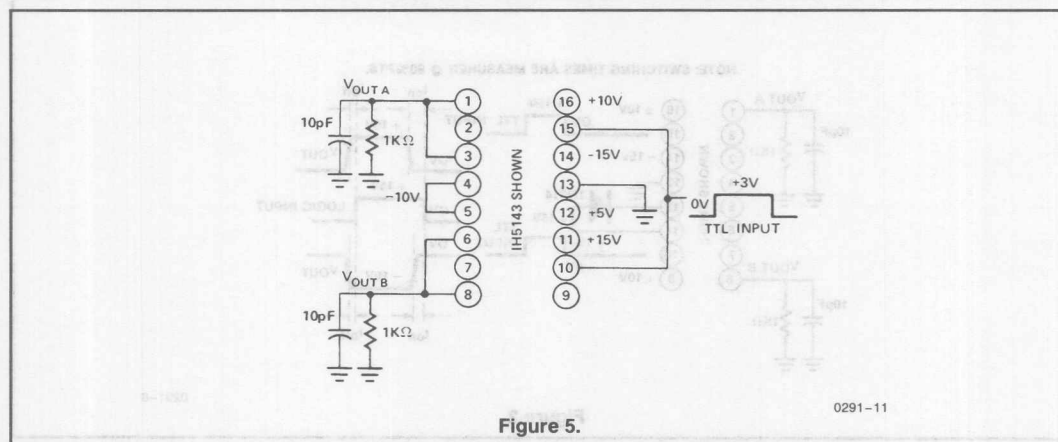 VOUT A
10pF
1KΩ
-10V
VOUT B
10pF
1KΩ
1
2
3
4
5
6
7
8
IH5143 SHOWN
16 +10V
15
14 -15V
13
12 +5V
11 +15V
10
9
+3V
0V
TTL INPUT
0291-11
Figure 5.